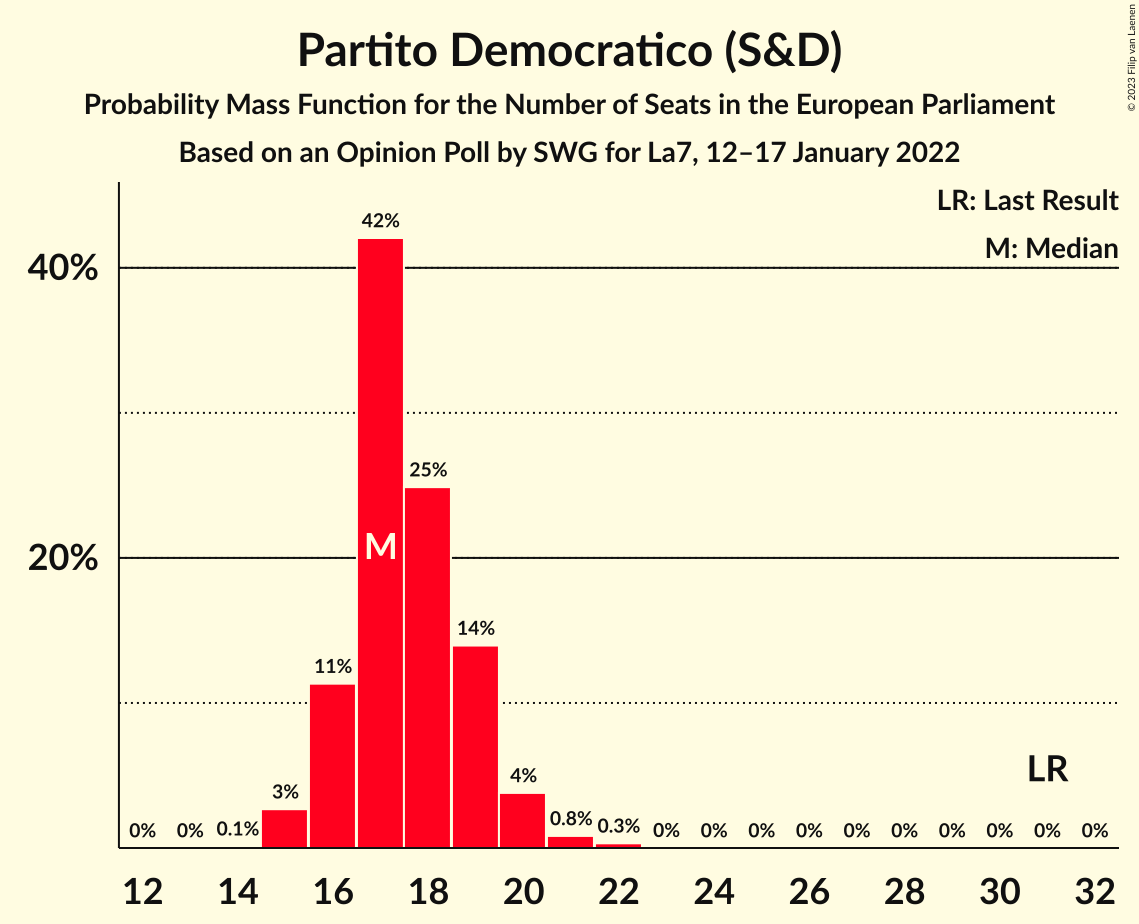 Partito Democratico (S&D)
Probability Mass Function for the Number of Seats in the European Parliament
Based on an Opinion Poll by SWG for La7, 12–17 January 2022
© 2023 Filip van Laenen
LR: Last Result
M: Median
40%
20%
0%
0%
0.1%
3%
11%
42%
25%
14%
4%
0.8%
0.3%
0%
0%
0%
0%
0%
0%
0%
0%
0%
0%
M
LR
12 14 16 18 20 22 24 26 28 30 32